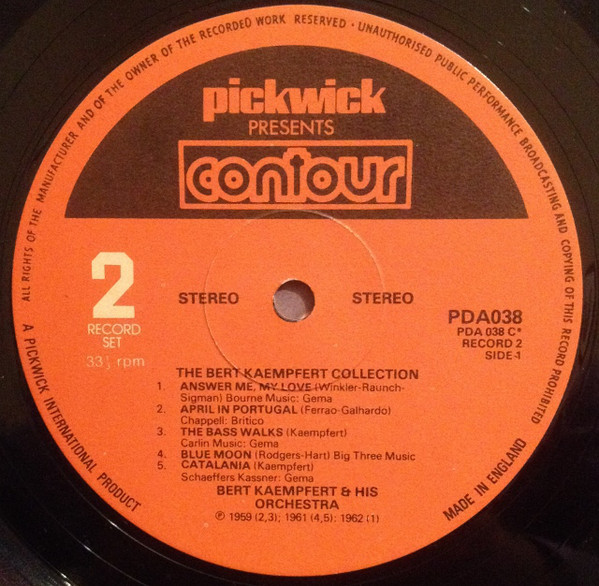 ALL RIGHTS OF THE MANUFACTURER AND OF THE OWNER OF THE RECORDED WORK RESERVED · UNAUTHORISED PUBLIC PERFORMANCE BROADCASTING AND COPYING OF THIS RECORD PROHIBITED
pickwick
PRESENTS
contour
2
RECORD
SET
33⅓ rpm
STEREO STEREO
PDA038
PDA 038 C*
RECORD 2
SIDE-1
THE BERT KAEMPFERT COLLECTION
1. ANSWER ME, MY LOVE (Winkler-Raunch-
Sigman) Bourne Music: Gema
2. APRIL IN PORTUGAL (Ferrao-Galhardo)
Chappell: Britico
3. THE BASS WALKS (Kaempfert)
Carlin Music: Gema
4. BLUE MOON (Rodgers-Hart) Big Three Music
5. CATALANIA (Kaempfert)
Schaeffers Kassner: Gema
BERT KAEMPFERT & HIS
ORCHESTRA
℗ 1959 (2,3); 1961 (4,5): 1962 (1)
A PICKWICK INTERNATIONAL PRODUCT
MADE IN ENGLAND